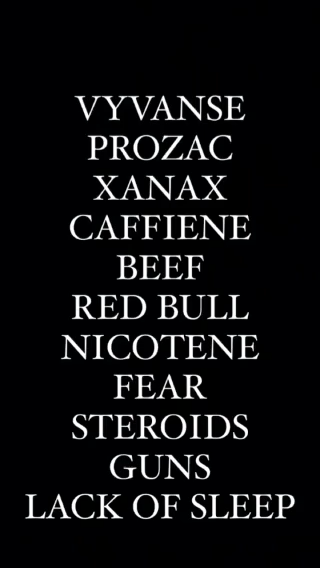 VYVANSE
PROZAC
XANAX
CAFFIENE
BEEF
RED BULL
NICOTENE
FEAR
STEROIDS
GUNS
LACK OF SLEEP